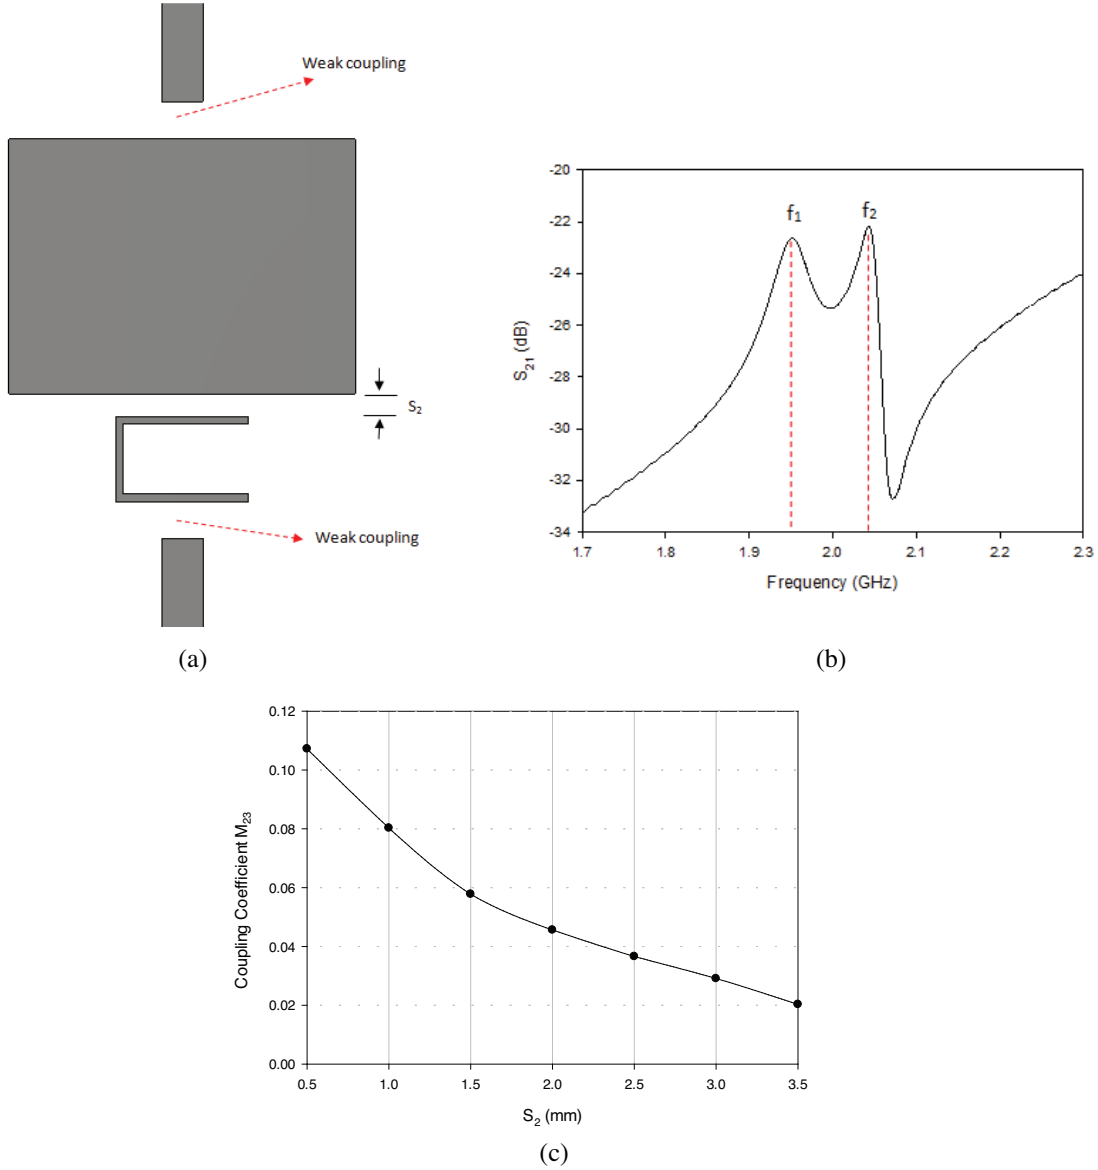 Weak coupling
S2
Weak coupling
(a)
-20
-22
-24
-26
-28
-30
-32
-34
S21 (dB)
f1
f2
1.7
1.8
1.9
2.0
2.1
2.2
2.3
Frequency (GHz)
(b)
0.12
0.10
0.08
0.06
0.04
0.02
0.00
Coupling Coefficient M23
0.5
1.0
1.5
2.0
2.5
3.0
3.5
S2 (mm)
(c)